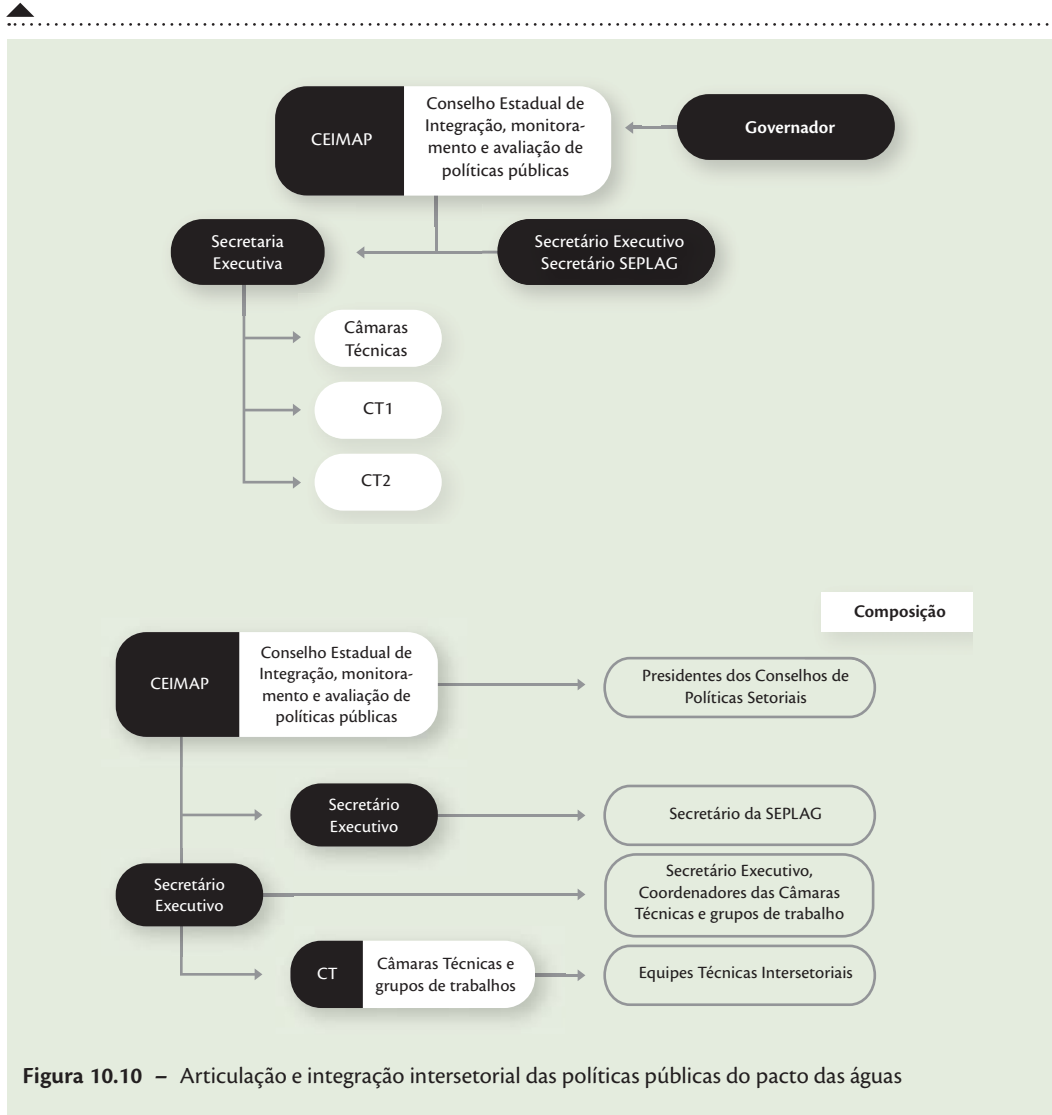 CEIMAP
Conselho Estadual de
Integração, monitora-
mento e avaliação de
políticas públicas
Governador
Secretaria
Executiva
Secretário Executivo
Secretário SEPLAG
Câmaras
Técnicas
CT1
CT2
Composição
CEIMAP
Conselho Estadual de
Integração, monitora-
mento e avaliação de
políticas públicas
Presidentes dos Conselhos de
Políticas Setoriais
Secretário
Executivo
Secretário da SEPLAG
Secretário
Executivo
Secretário Executivo,
Coordenadores das Câmaras
Técnicas e grupos de trabalho
CT
Câmaras Técnicas e
grupos de trabalhos
Equipes Técnicas Intersetoriais
Figura 10.10 – Articulação e integração intersetorial das políticas públicas do pacto das águas